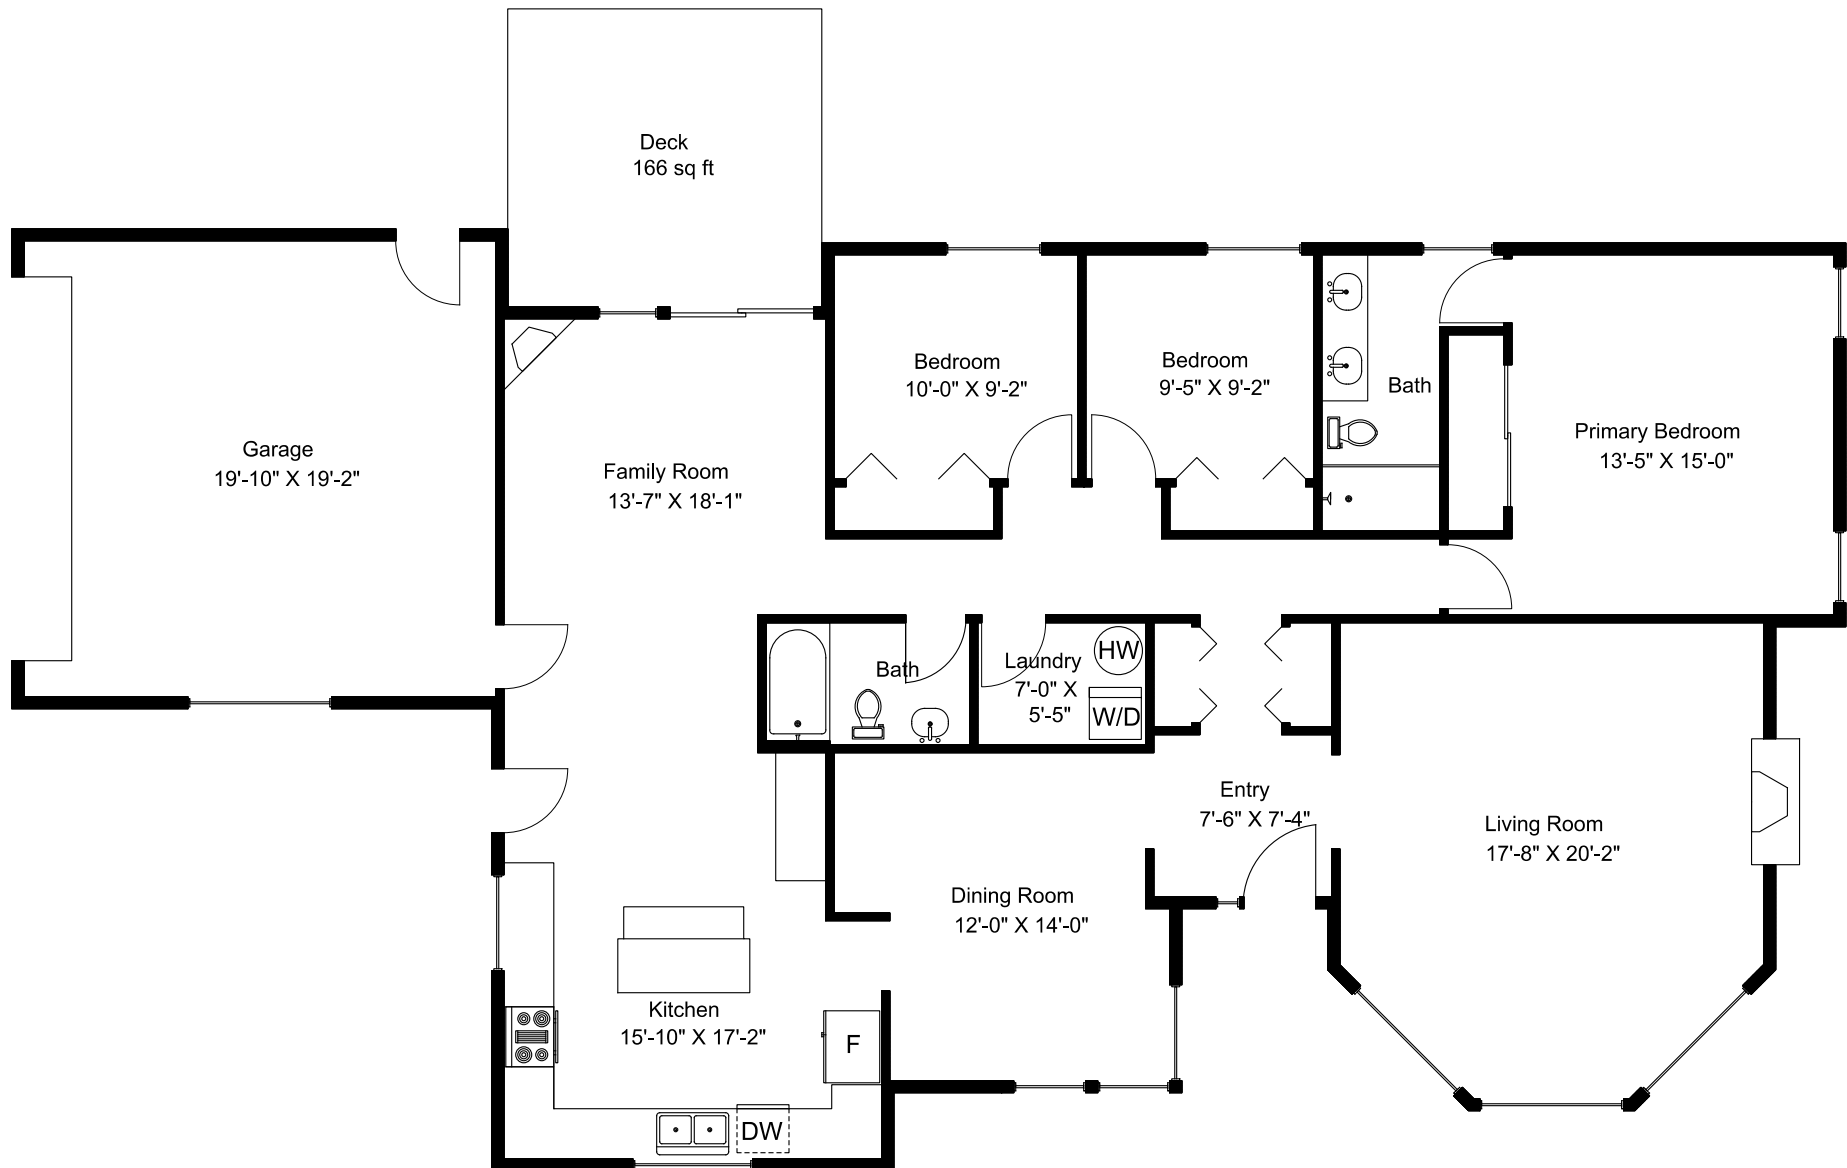 Deck
166 sq ft
Garage
19'-10" X 19'-2"
Family Room
13'-7" X 18'-1"
Bedroom
10'-0" X 9'-2"
Bedroom
9'-5" X 9'-2"
Bath
Primary Bedroom
13'-5" X 15'-0"
Bath
Laundry
7'-0" X
5'-5"
HW
W/D
Entry
7'-6" X 7'-4"
Living Room
17'-8" X 20'-2"
Dining Room
12'-0" X 14'-0"
Kitchen
15'-10" X 17'-2"
F
DW